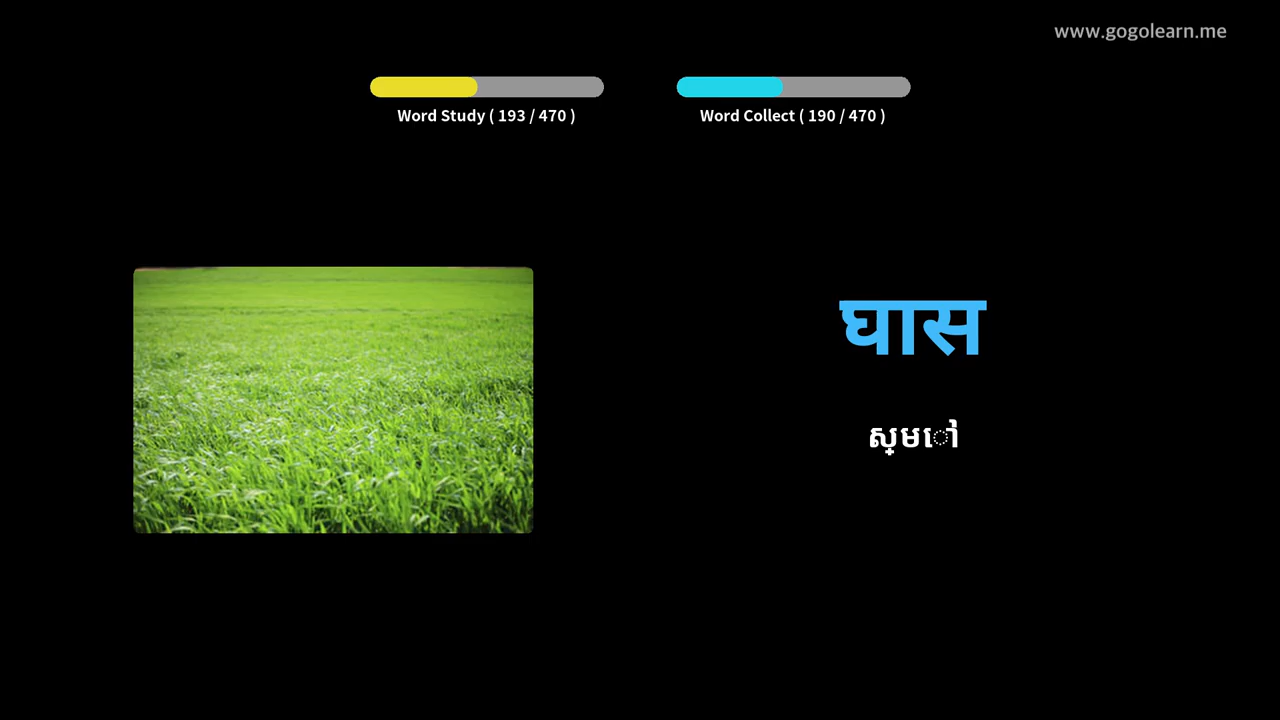 www.gogolearn.me
Word Study ( 193 / 470 )
Word Collect ( 190 / 470 )
घास
ស្មៅ